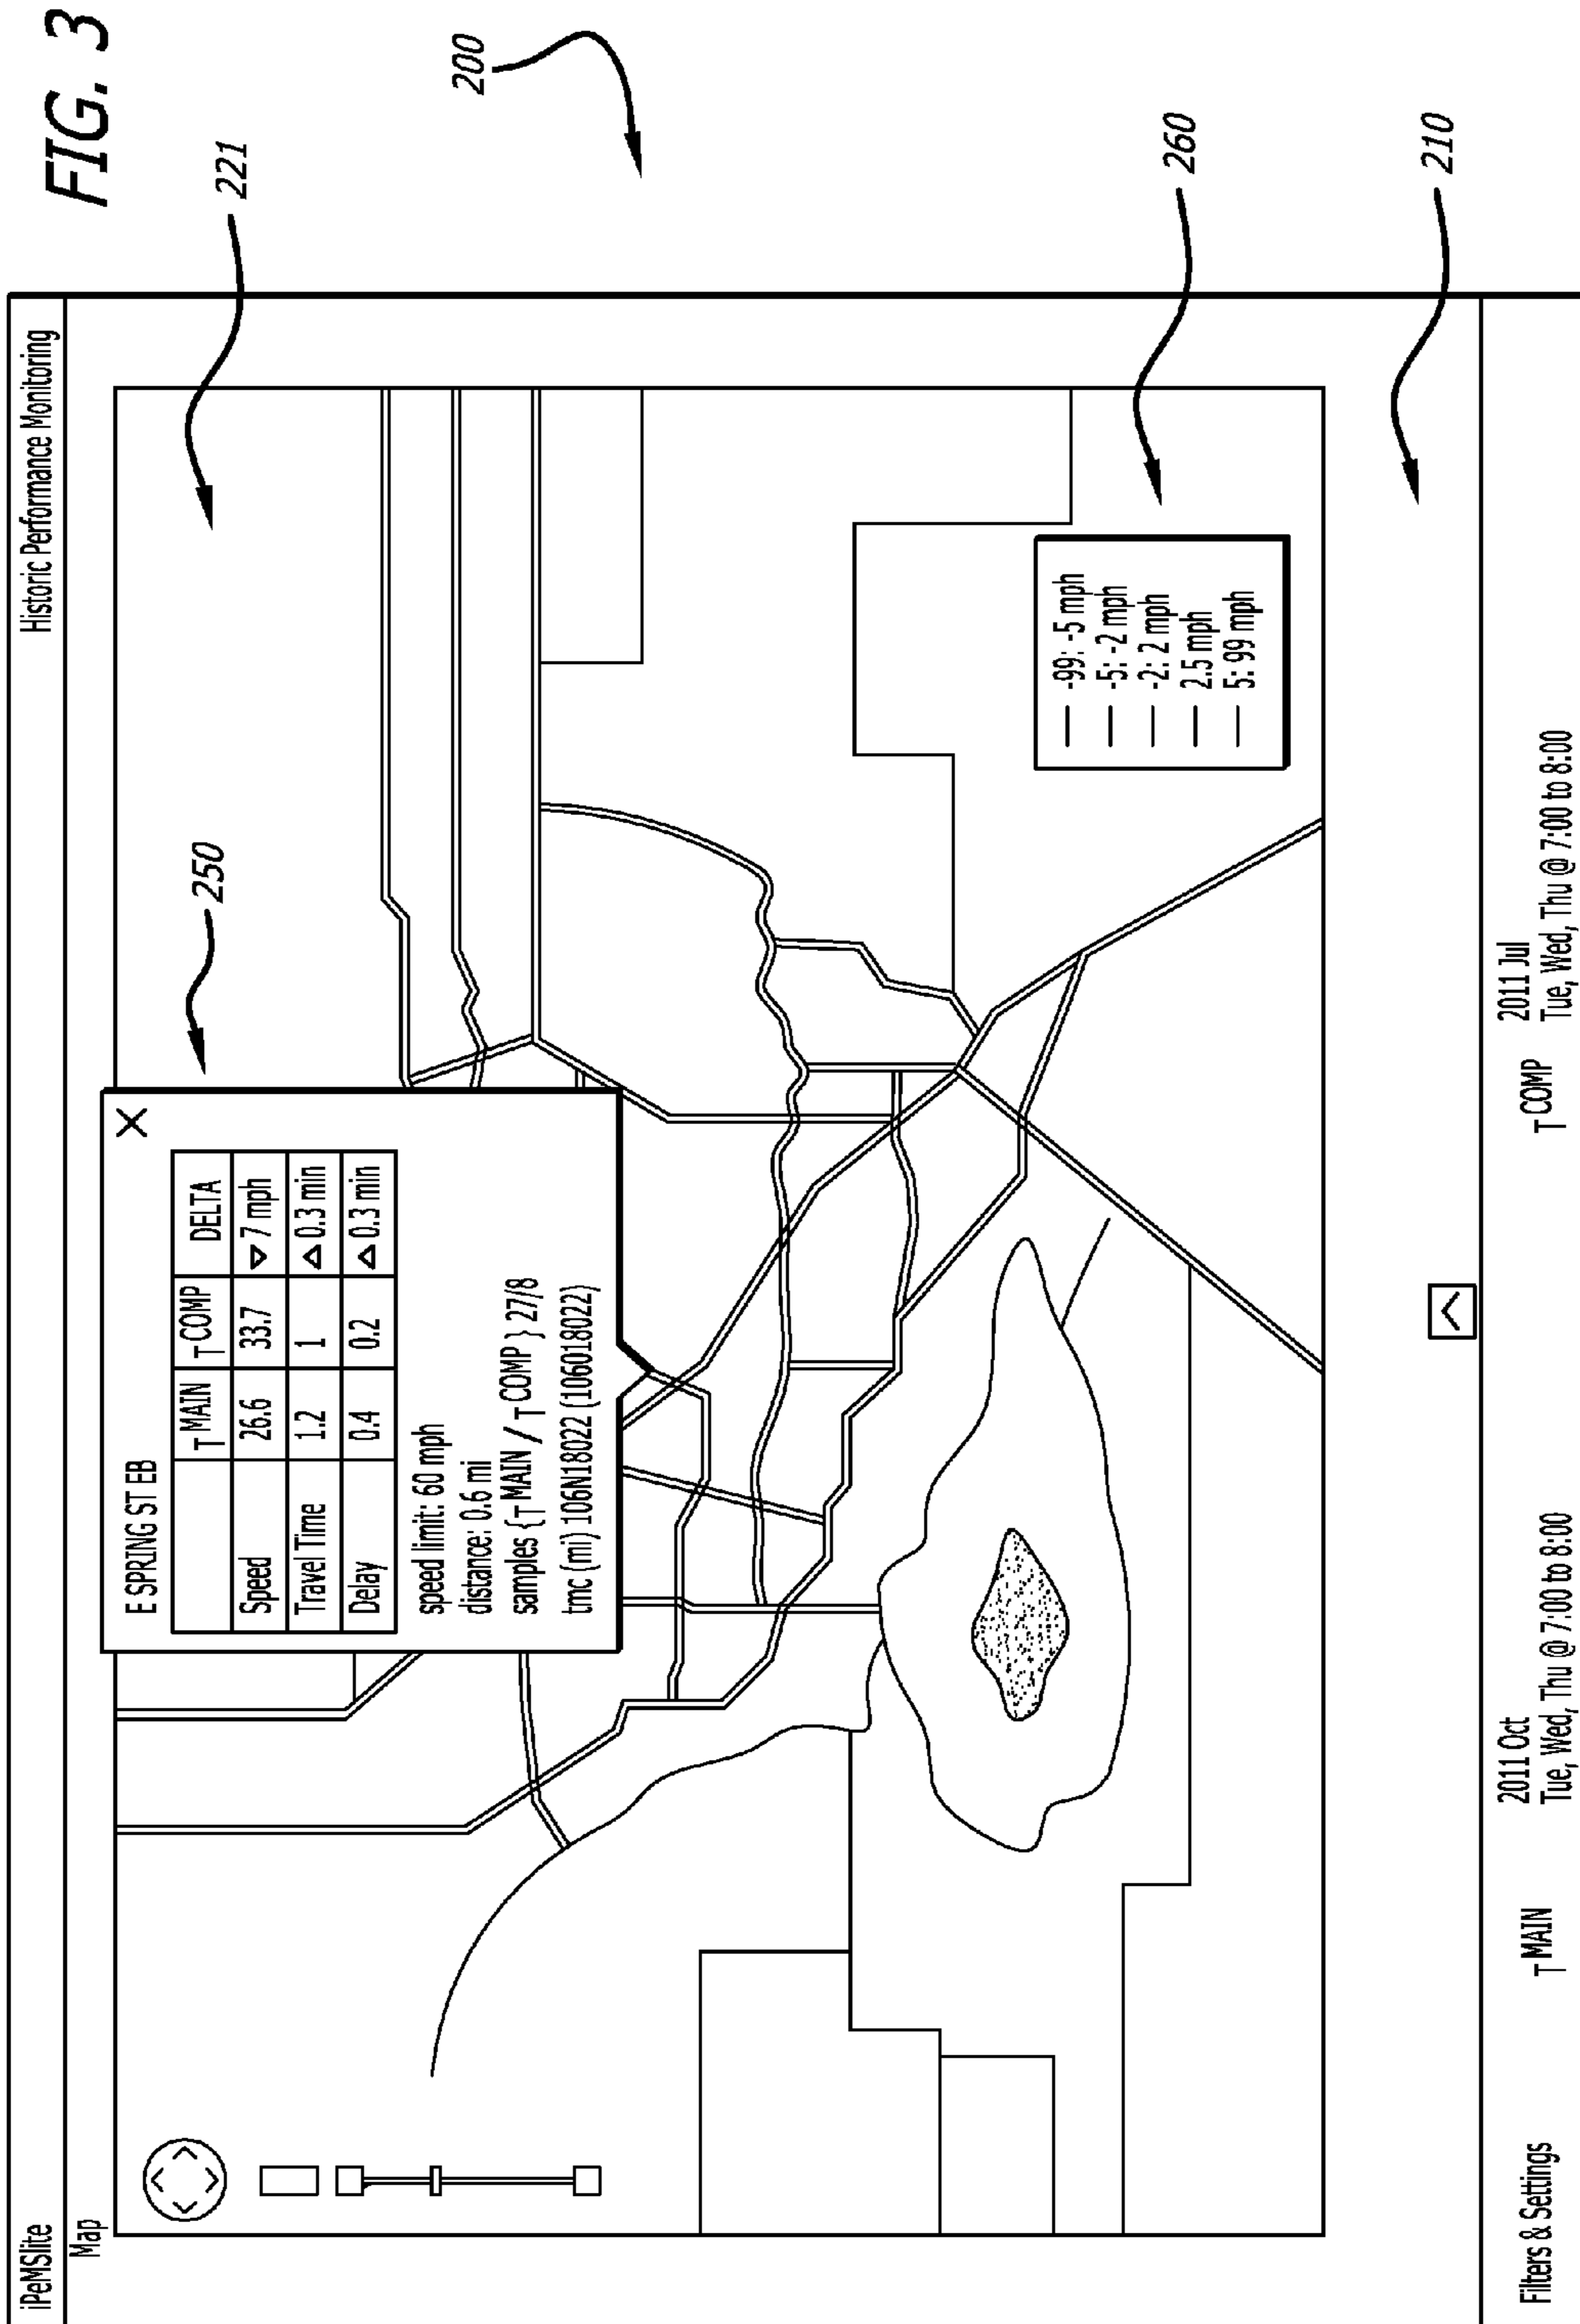 FIG. 3
iPeMSlite
Historic Performance Monitoring
Map
221
200
250
E SPRING ST EB
X
TMAIN TCOMP DELTA
Speed 26.6 33.7 ▽ 7 mph
Travel Time 1.2 1 △ 0.3 min
Delay 0.4 0.2 △ 0.3 min
speed limit: 60 mph
distance: 0.6 mi
samples {TMAIN / TCOMP } 27/8
tmc (mi) 106N18022 (106018022)
-99: -5 mph
-5: -2 mph
-2: 2 mph
2.5 mph
5: 99 mph
260
210
Filters & Settings
TMAIN
2011 Oct
Tue, Wed, Thu @ 7:00 to 8:00
TCOMP
2011 Jul
Tue, Wed, Thu @ 7:00 to 8:00